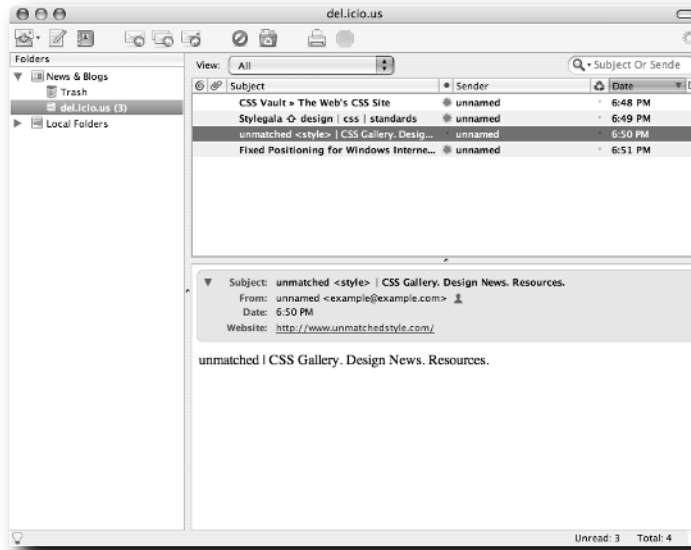 del.icio.us
Folders
News & Blogs
Trash
del.icio.us (3)
Local Folders
View: All
Subject Or Sende
Subject Sender Date
CSS Vault » The Web's CSS Site unnamed 6:48 PM
Stylegala ✩ design | css | standards unnamed 6:49 PM
unmatched <style> | CSS Gallery. Desig... unnamed 6:50 PM
Fixed Positioning for Windows Interne... unnamed 6:51 PM
Subject: unmatched <style> | CSS Gallery. Design News. Resources.
From: unnamed <example@example.com>
Date: 6:50 PM
Website: http://www.unmatchedstyle.com/
unmatched | CSS Gallery. Design News. Resources.
Unread: 3 Total: 4